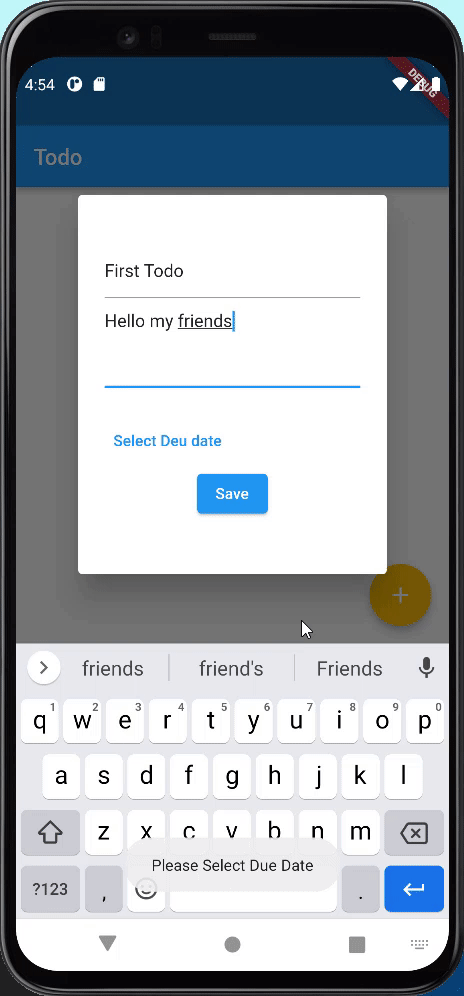 4:54
DEBUG
Todo
First Todo
Hello my friends
Select Deu date
Save
+
friends friend's Friends
1 2 3 4 5 6 7 8 9 0
q w e r t y u i o p
a s d f g h j k l
z x c v b n m
Please Select Due Date
?123 , .